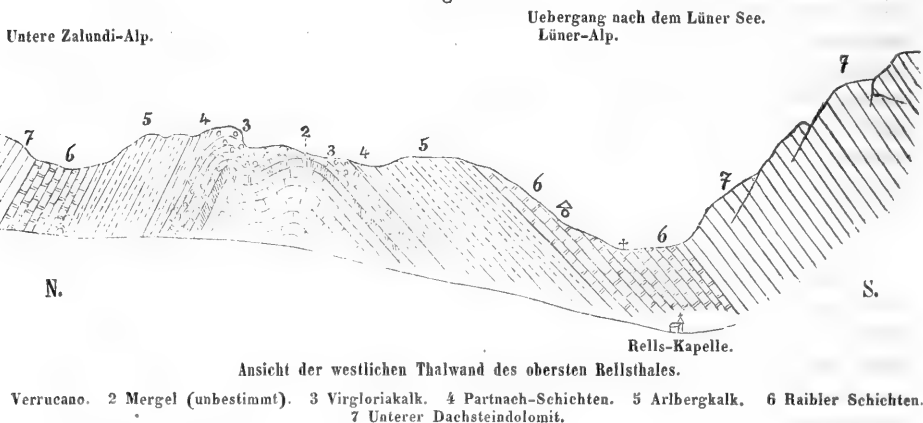 Uebergang nach dem Lüner See.
Untere Zalundi-Alp. Lüner-Alp.
7 6 5 4 3 2 3 4 5 6 7 6 7
N. S.
Rells-Kapelle.
Ansicht der westlichen Thalwand des obersten Rellsthales.
Verrucano. 2 Mergel (unbestimmt). 3 Virgloriakalk. 4 Partnach-Schichten. 5 Arlbergkalk. 6 Raibler Schichten.
7 Unterer Dachsteindolomit.